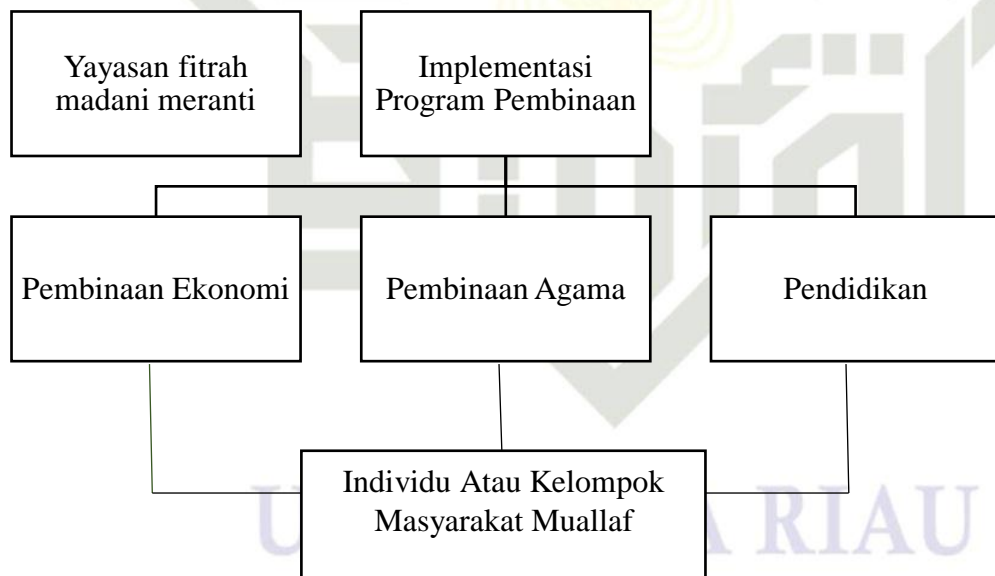 Yayasan fitrah
madani meranti
Implementasi
Program Pembinaan
Pembinaan Ekonomi
Pembinaan Agama
Pendidikan
Individu Atau Kelompok
Masyarakat Muallaf
RIAU